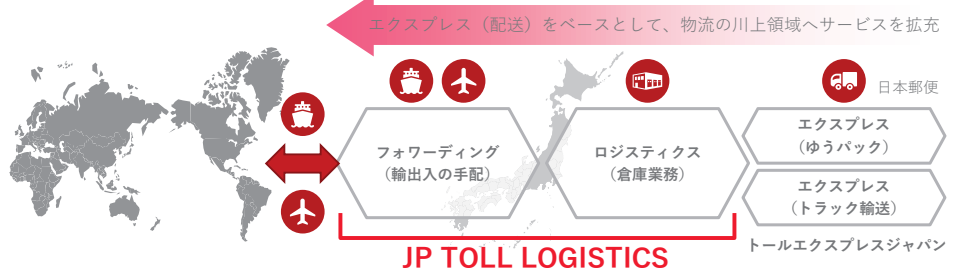 エクスプレス（配送）をベースとして、物流の川上領域へサービスを拡充
日本郵便
フォワーディング
（輸出入の手配）
ロジスティクス
（倉庫業務）
エクスプレス
（ゆうパック）
エクスプレス
（トラック輸送）
トールエクスプレスジャパン
JP TOLL LOGISTICS